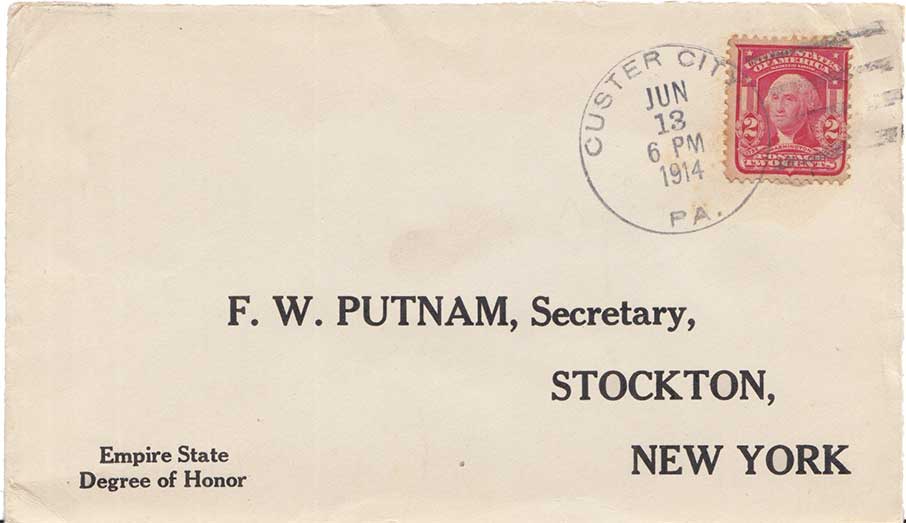 CUSTER CITY
JUN
13
6 PM
1914
PA.
UNITED STATES
OF AMERICA
2 2
WASHINGTON
POSTAGE
TWO CENTS
F. W. PUTNAM, Secretary,
STOCKTON,
NEW YORK
Empire State
Degree of Honor